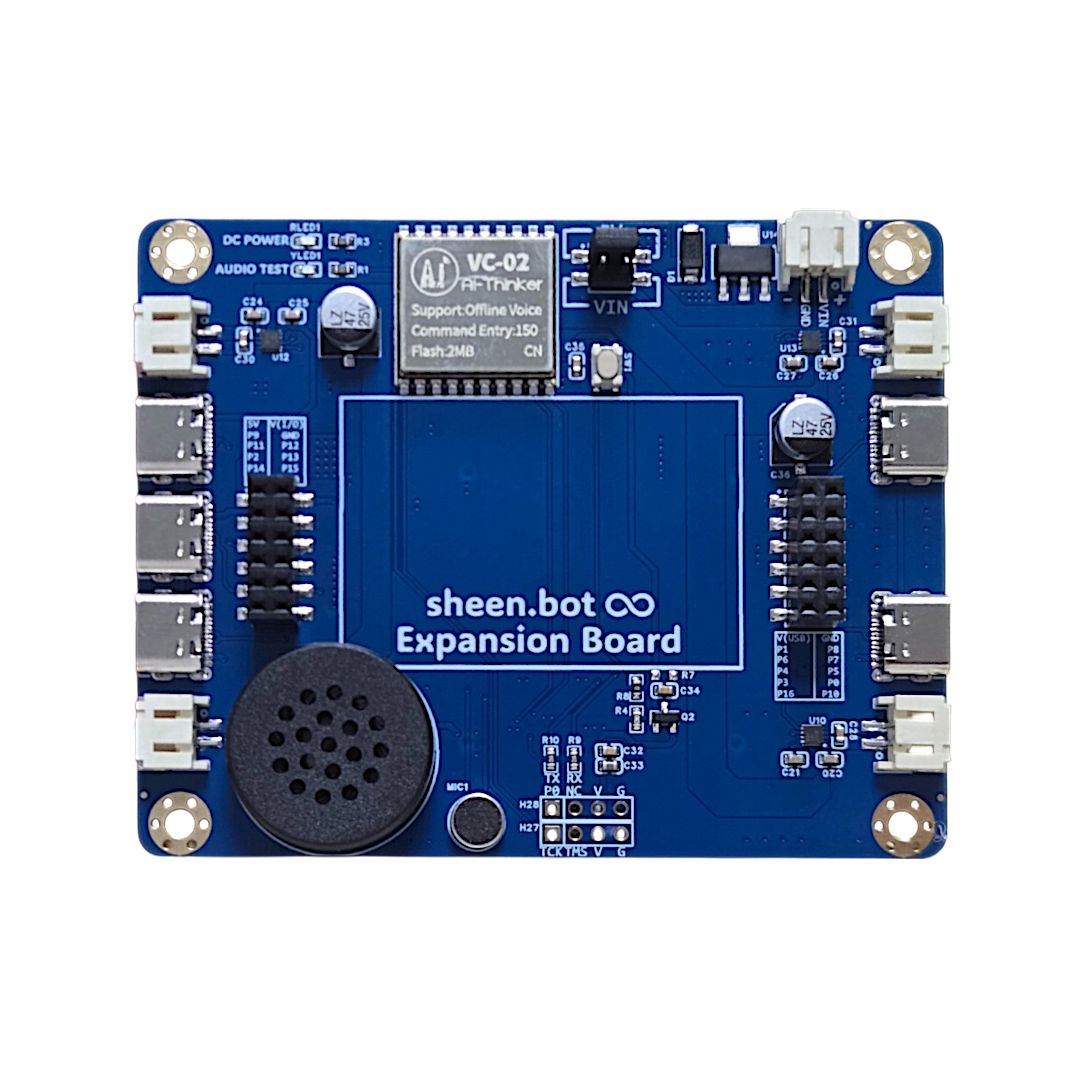 RLED1
DC POWER
R3
YLED1
AUDIO TEST
R1
C24
C25
C30
U12
LZ
47
25V
Ai
VC-02
Ai-Thinker
Support:Offline Voice
Command Entry:150
Flash:2MB CN
VIN
C35
SW1
- +
GND
VIN
C31
U13
C27
C26
LZ
47
25V
C36
5V V(I/O)
P9 GND
P11 P12
P2 P13
P14 P15
sheen.bot
Expansion Board
V(USB) GND
P1 P8
P6 P7
P4 P5
P3 P0
P16 P10
R7
R8
C34
R4
Q2
U10
C28
C21
C20
R10 R9
C32
C33
TX RX
P0 NC V G
MIC1
H28
H27
TCK TMS V G